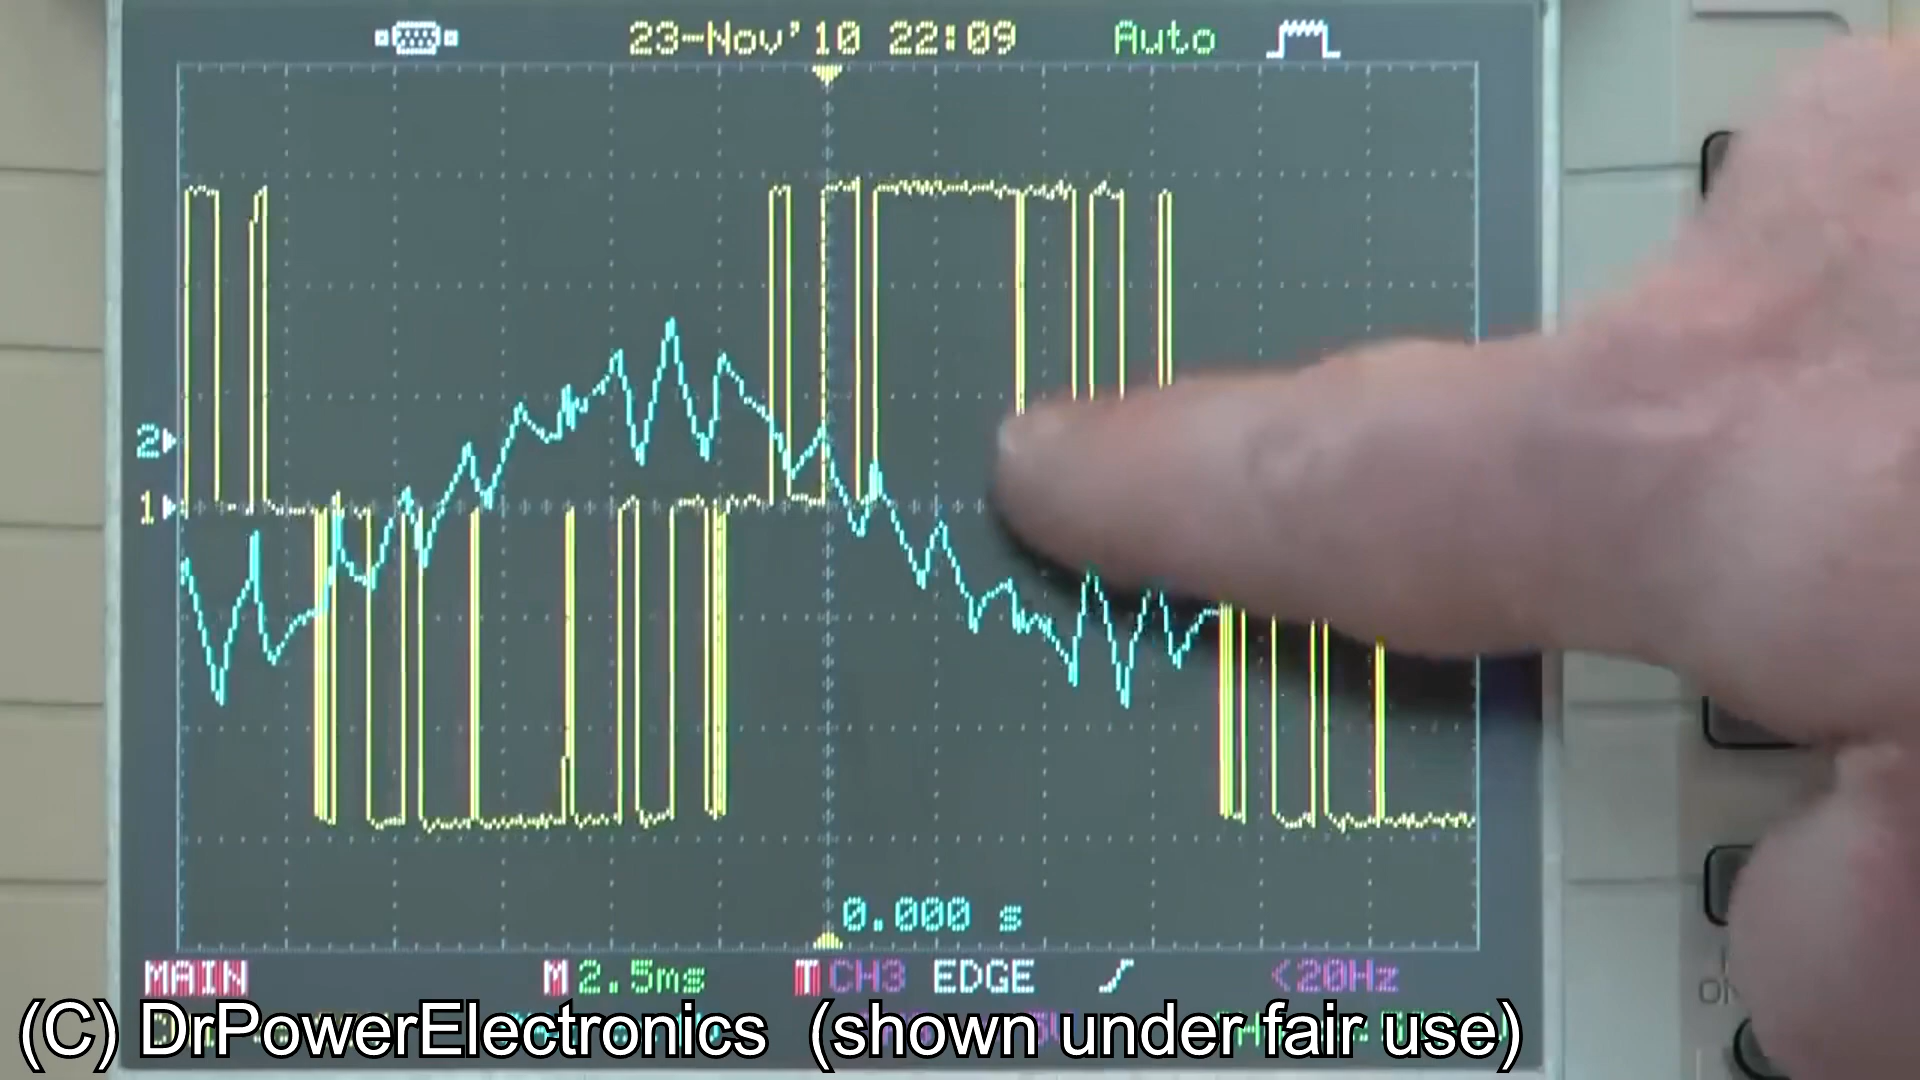 23-Nov'10 22:09 Auto
2
1
0.000 s
MAIN M 2.5ms T CH3 EDGE <20Hz
(C) DrPowerElectronics (shown under fair use)